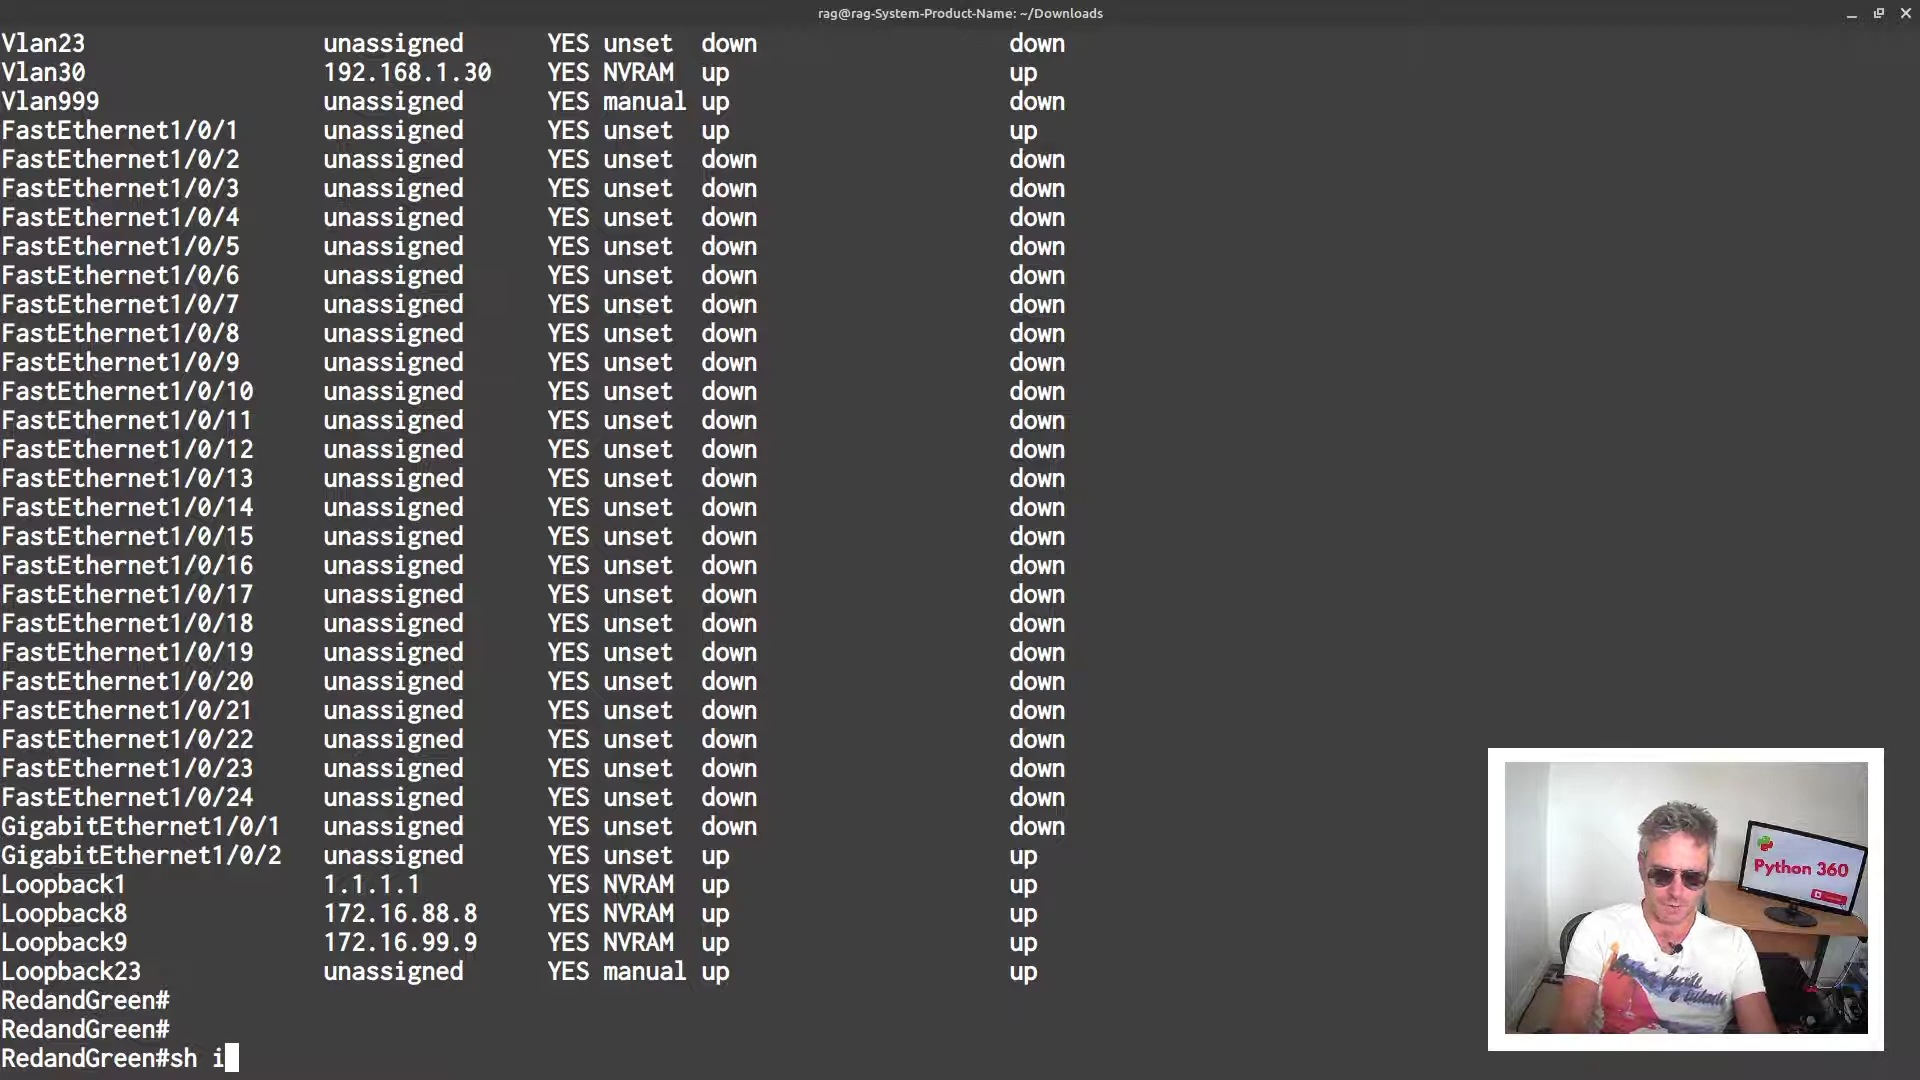 rag@rag-System-Product-Name: ~/Downloads
Vlan23 unassigned YES unset down down
Vlan30 192.168.1.30 YES NVRAM up up
Vlan999 unassigned YES manual up down
FastEthernet1/0/1 unassigned YES unset up up
FastEthernet1/0/2 unassigned YES unset down down
FastEthernet1/0/3 unassigned YES unset down down
FastEthernet1/0/4 unassigned YES unset down down
FastEthernet1/0/5 unassigned YES unset down down
FastEthernet1/0/6 unassigned YES unset down down
FastEthernet1/0/7 unassigned YES unset down down
FastEthernet1/0/8 unassigned YES unset down down
FastEthernet1/0/9 unassigned YES unset down down
FastEthernet1/0/10 unassigned YES unset down down
FastEthernet1/0/11 unassigned YES unset down down
FastEthernet1/0/12 unassigned YES unset down down
FastEthernet1/0/13 unassigned YES unset down down
FastEthernet1/0/14 unassigned YES unset down down
FastEthernet1/0/15 unassigned YES unset down down
FastEthernet1/0/16 unassigned YES unset down down
FastEthernet1/0/17 unassigned YES unset down down
FastEthernet1/0/18 unassigned YES unset down down
FastEthernet1/0/19 unassigned YES unset down down
FastEthernet1/0/20 unassigned YES unset down down
FastEthernet1/0/21 unassigned YES unset down down
FastEthernet1/0/22 unassigned YES unset down down
FastEthernet1/0/23 unassigned YES unset down down
FastEthernet1/0/24 unassigned YES unset down down
GigabitEthernet1/0/1 unassigned YES unset down down
GigabitEthernet1/0/2 unassigned YES unset up up
Loopback1 1.1.1.1 YES NVRAM up up
Loopback8 172.16.88.8 YES NVRAM up up
Loopback9 172.16.99.9 YES NVRAM up up
Loopback23 unassigned YES manual up up
RedandGreen#
RedandGreen#
RedandGreen#sh i
Python 360